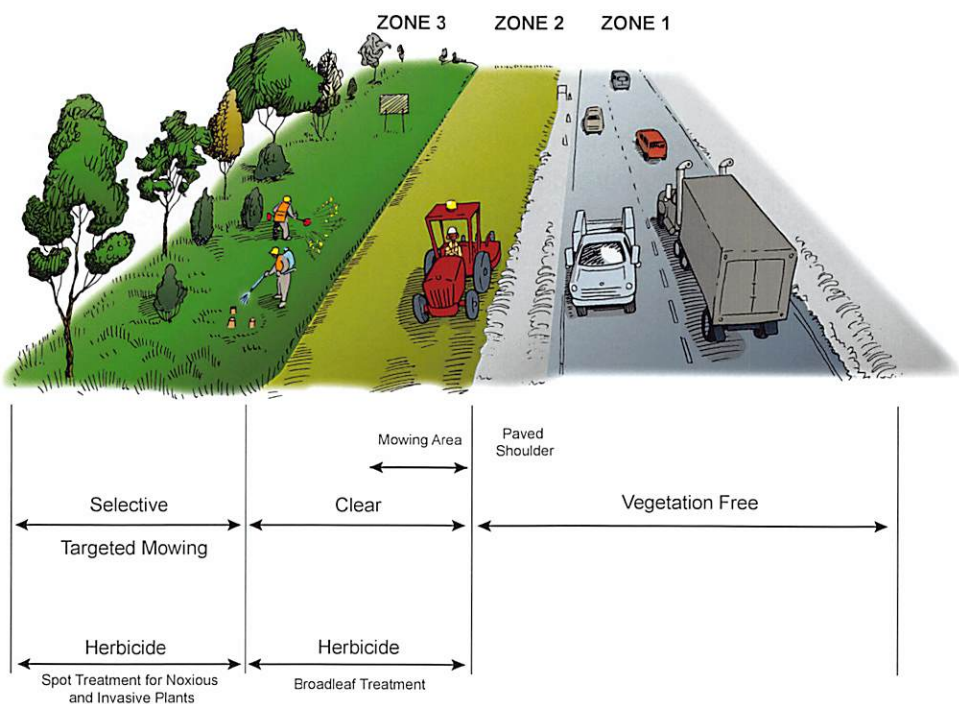 ZONE 3
ZONE 2
ZONE 1
Mowing Area
Paved
Shoulder
Selective
Clear
Vegetation Free
Targeted Mowing
Herbicide
Herbicide
Spot Treatment for Noxious
and Invasive Plants
Broadleaf Treatment